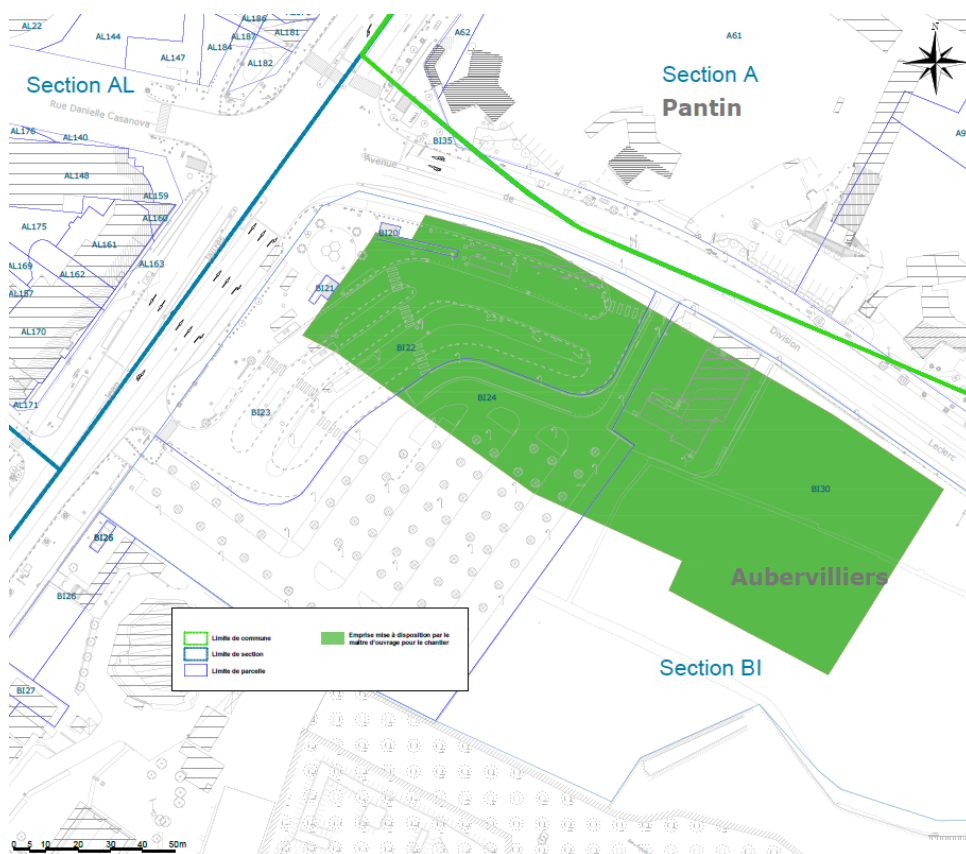 AL22
AL144
AL147
AL186
AL187
AL184
AL181
AL182
A62
A61
N
Section AL
Section A
Pantin
Rue Danielle Casanova
AL176
AL140
BI35
A9
Avenue
de
AL148
AL159
AL160
AL175
AL161
AL163
AL169
AL162
AL157
AL170
AL171
Jean
Jaurès
BI20
BI21
BI22
BI23
BI24
Division
Leclerc
BI30
Aubervilliers
BI26
BI26
BI27
Section BI
Limite de commune
Limite de section
Limite de parcelle
Emprise mise à disposition par le
maître d'ouvrage pour le chantier
0 5 10 20 30 40 50m